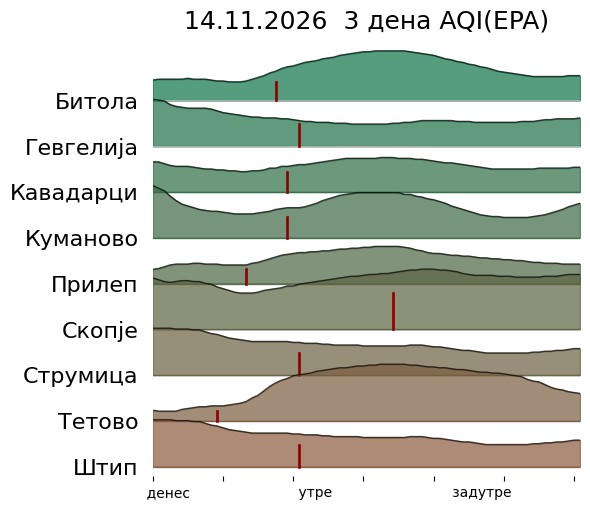 14.11.2026  3 дена AQI(EPA)
Битола
Гевгелија
Кавадарци
Куманово
Прилеп
Скопје
Струмица
Тетово
Штип
денес утре задутре